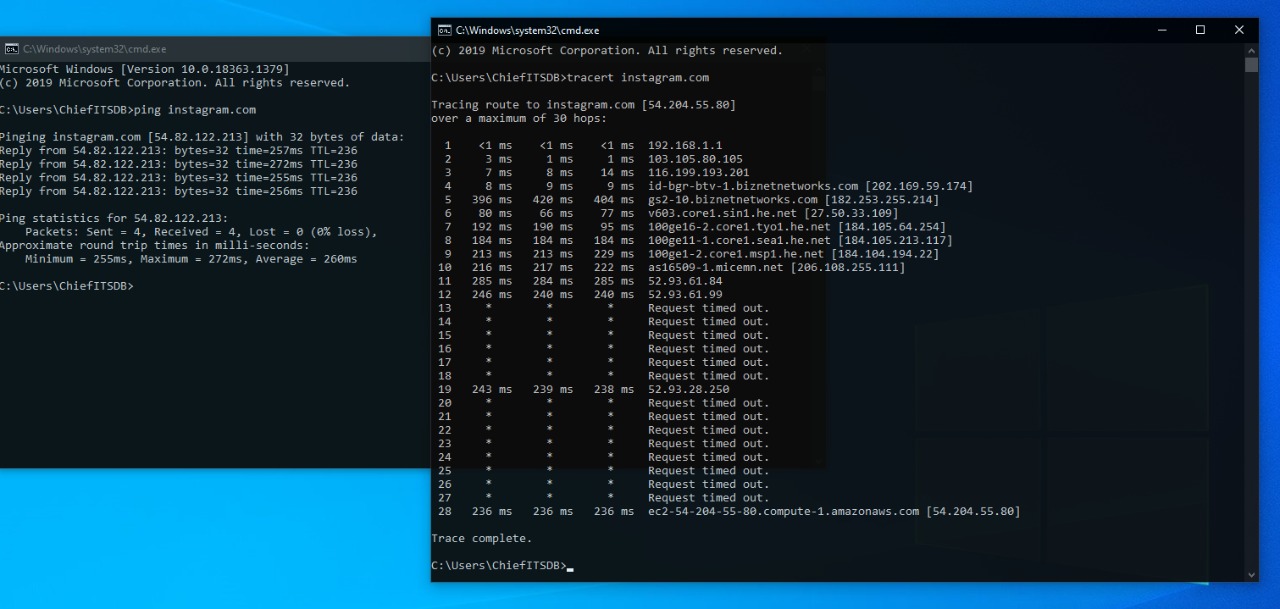 C:\Windows\system32\cmd.exe
Microsoft Windows [Version 10.0.18363.1379]
(c) 2019 Microsoft Corporation. All rights reserved.
C:\Users\ChiefITSDB>ping instagram.com
Pinging instagram.com [54.82.122.213] with 32 bytes of data:
Reply from 54.82.122.213: bytes=32 time=257ms TTL=236
Reply from 54.82.122.213: bytes=32 time=272ms TTL=236
Reply from 54.82.122.213: bytes=32 time=255ms TTL=236
Reply from 54.82.122.213: bytes=32 time=256ms TTL=236
Ping statistics for 54.82.122.213:
    Packets: Sent = 4, Received = 4, Lost = 0 (0% loss),
Approximate round trip times in milli-seconds:
    Minimum = 255ms, Maximum = 272ms, Average = 260ms
C:\Users\ChiefITSDB>
C:\Windows\system32\cmd.exe
(c) 2019 Microsoft Corporation. All rights reserved.
C:\Users\ChiefITSDB>tracert instagram.com
Tracing route to instagram.com [54.204.55.80]
over a maximum of 30 hops:
  1    <1 ms    <1 ms    <1 ms  192.168.1.1
  2     3 ms     1 ms     1 ms  103.105.80.105
  3     7 ms     8 ms    14 ms  116.199.193.201
  4     8 ms     9 ms     9 ms  id-bgr-btv-1.biznetnetworks.com [202.169.59.174]
  5   396 ms   420 ms   404 ms  gs2-10.biznetnetworks.com [182.253.255.214]
  6    80 ms    66 ms    77 ms  v603.core1.sin1.he.net [27.50.33.109]
  7   192 ms   190 ms    95 ms  100ge16-2.core1.tyo1.he.net [184.105.64.254]
  8   184 ms   184 ms   184 ms  100ge11-1.core1.sea1.he.net [184.105.213.117]
  9   213 ms   213 ms   229 ms  100ge1-2.core1.msp1.he.net [184.104.194.22]
 10   216 ms   217 ms   222 ms  as16509-1.micemn.net [206.108.255.111]
 11   285 ms   284 ms   285 ms  52.93.61.84
 12   246 ms   240 ms   240 ms  52.93.61.99
 13     *        *        *     Request timed out.
 14     *        *        *     Request timed out.
 15     *        *        *     Request timed out.
 16     *        *        *     Request timed out.
 17     *        *        *     Request timed out.
 18     *        *        *     Request timed out.
 19   243 ms   239 ms   238 ms  52.93.28.250
 20     *        *        *     Request timed out.
 21     *        *        *     Request timed out.
 22     *        *        *     Request timed out.
 23     *        *        *     Request timed out.
 24     *        *        *     Request timed out.
 25     *        *        *     Request timed out.
 26     *        *        *     Request timed out.
 27     *        *        *     Request timed out.
 28   236 ms   236 ms   236 ms  ec2-54-204-55-80.compute-1.amazonaws.com [54.204.55.80]
Trace complete.
C:\Users\ChiefITSDB>